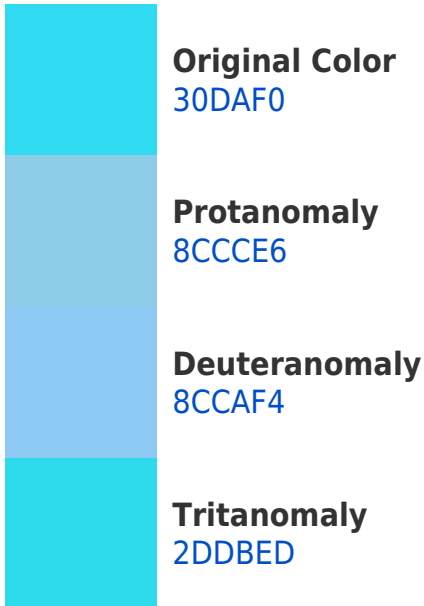 Original Color
30DAF0
Protanomaly
8CCCE6
Deuteranomaly
8CCAF4
Tritanomaly
2DDBED